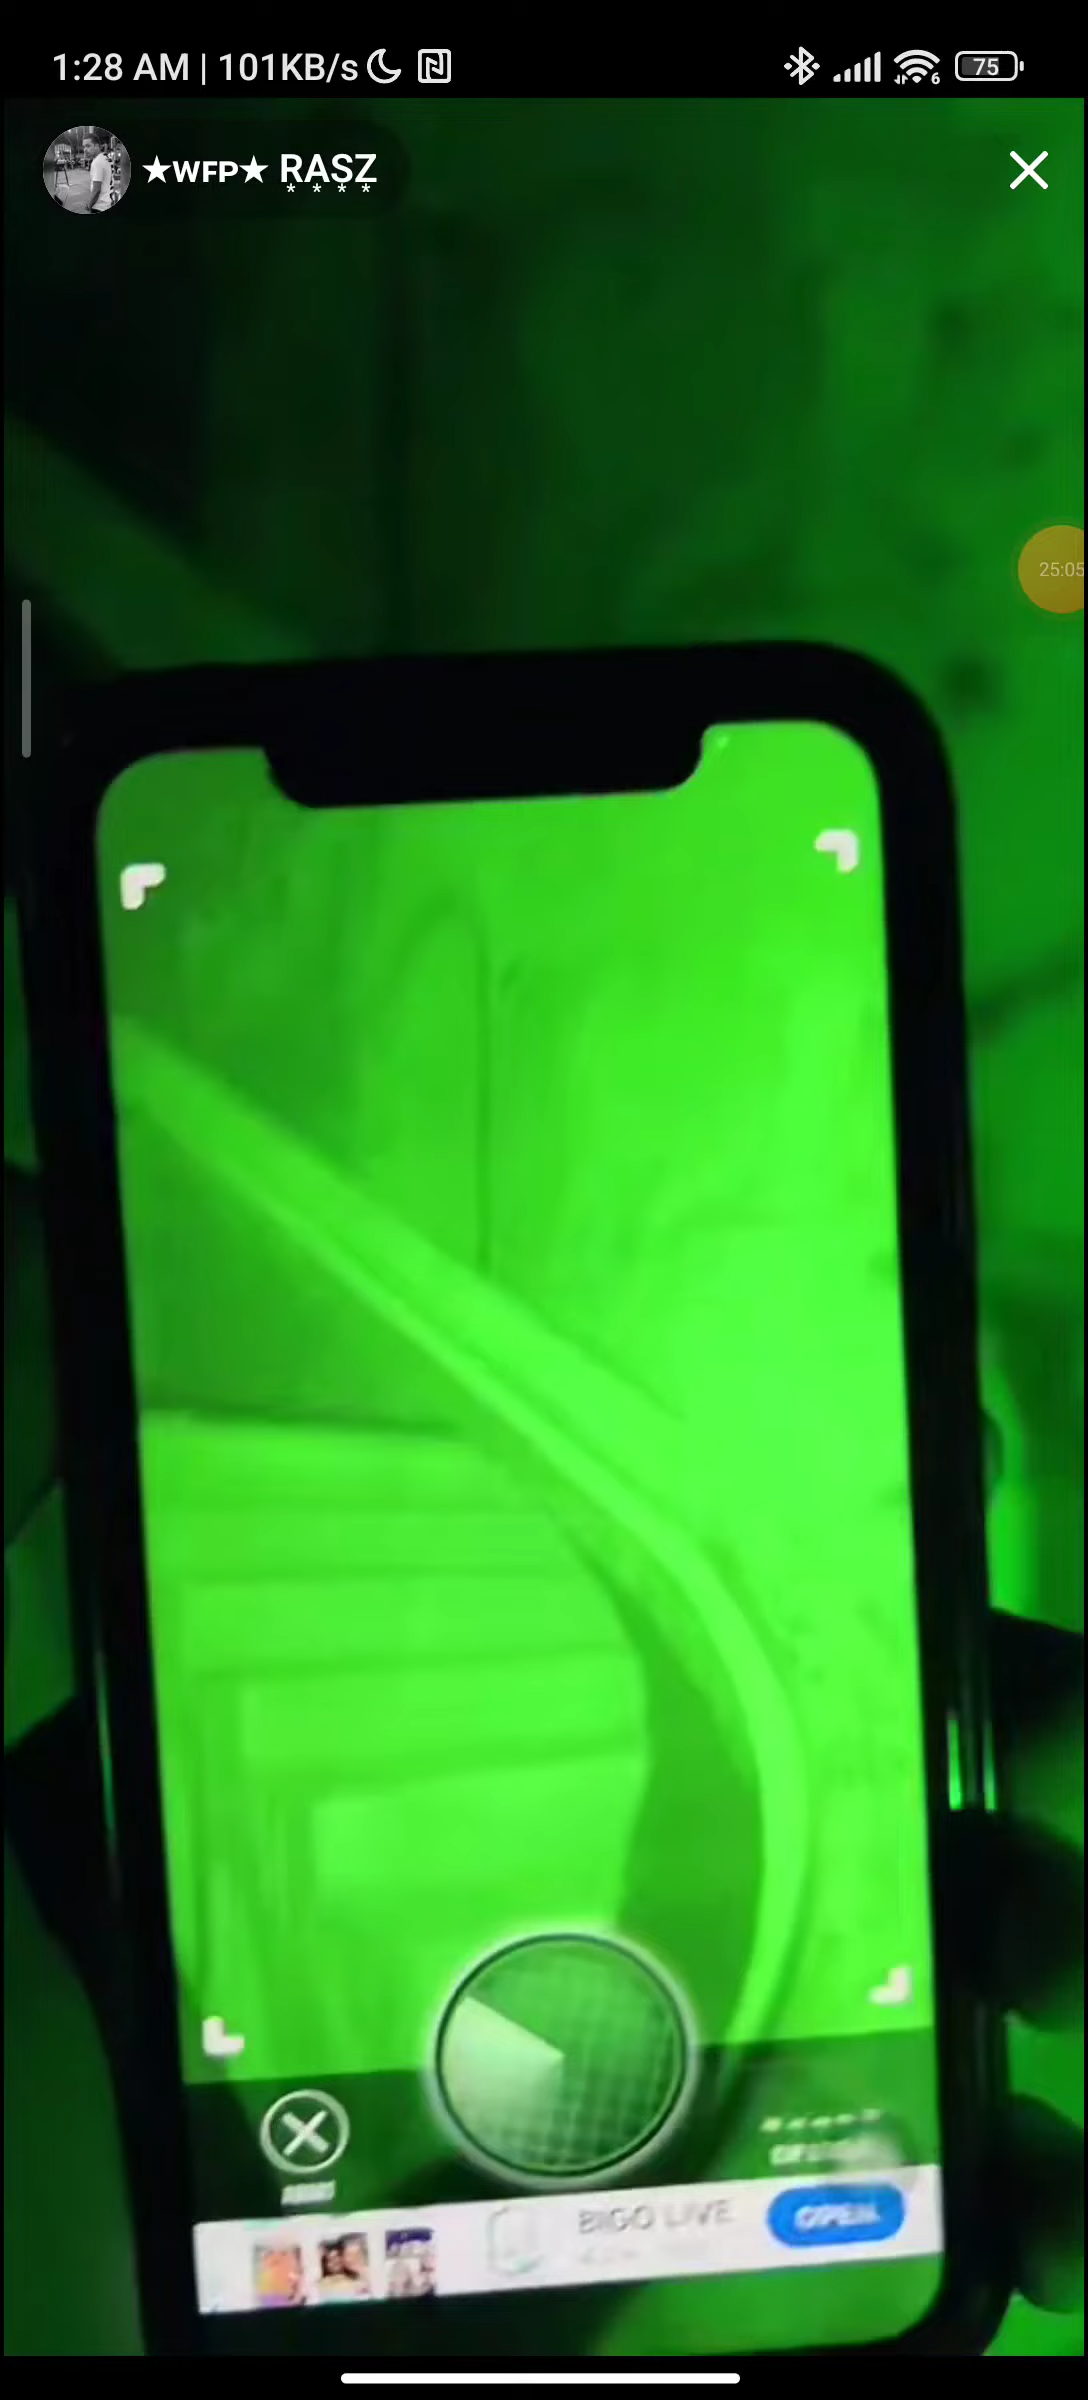 1:28 AM | 101KB/s
75
★WFP★ RASZ
* * * *
25:05
BIGO LIVE
OPEN